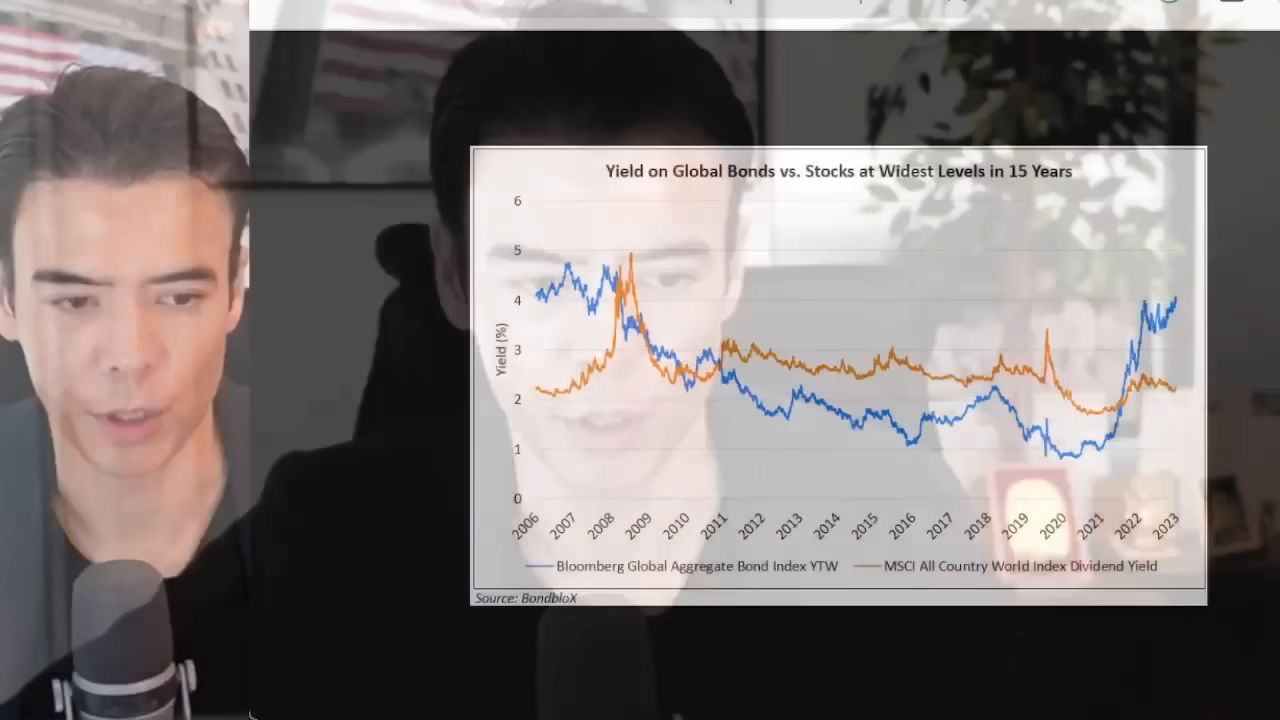 Yield on Global Bonds vs. Stocks at Widest Levels in 15 Years
6
5
4
3
2
1
0
Yield (%)
2006 2007 2008 2009 2010 2011 2012 2013 2014 2015 2016 2017 2018 2019 2020 2021 2022 2023
Bloomberg Global Aggregate Bond Index YTW MSCI All Country World Index Dividend Yield
Source: BondbloX